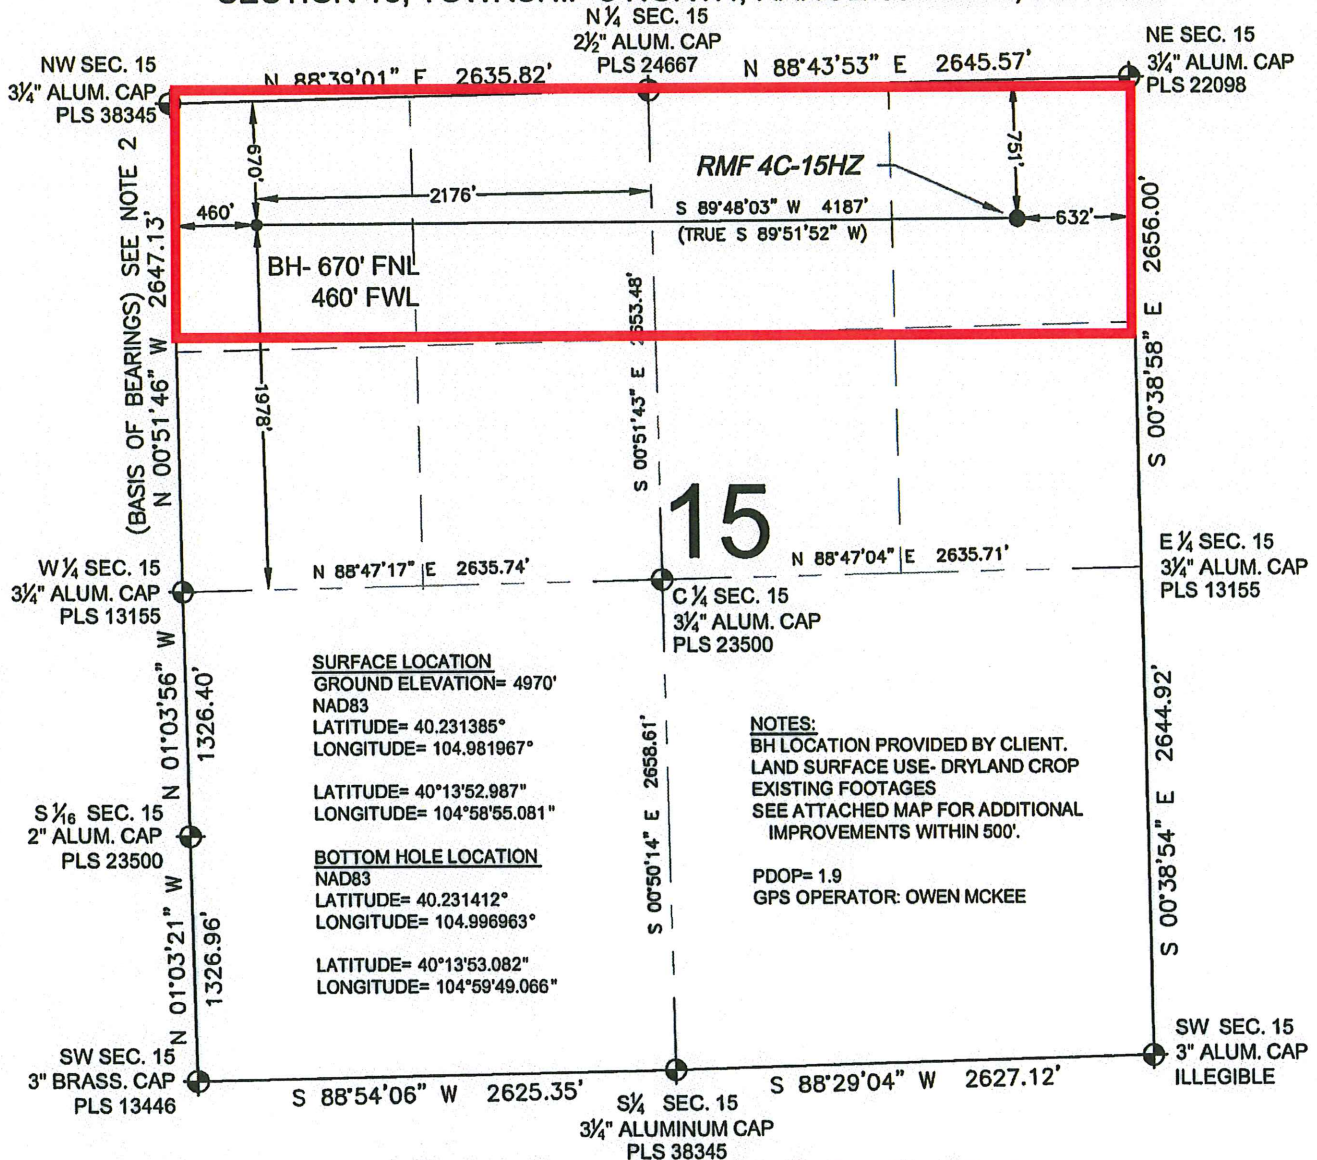 N ¼ SEC. 15
2½" ALUM. CAP
PLS 24667
NW SEC. 15
3¼" ALUM. CAP
PLS 38345
NE SEC. 15
3¼" ALUM. CAP
PLS 22098
N 88°39'01" E 2635.82'
N 88°43'53" E 2645.57'
(BASIS OF BEARINGS) SEE NOTE 2
N 00°51'46" W 2647.13'
670'
2176'
460'
BH- 670' FNL
460' FWL
1978'
RMF 4C-15HZ
751'
632'
S 89°48'03" W 4187'
(TRUE S 89°51'52" W)
S 00°51'43" E 2653.48'
S 00°38'58" E 2656.00'
15
W ¼ SEC. 15
3¼" ALUM. CAP
PLS 13155
N 88°47'17" E 2635.74'
N 88°47'04" E 2635.71'
E ¼ SEC. 15
3¼" ALUM. CAP
PLS 13155
C ¼ SEC. 15
3¼" ALUM. CAP
PLS 23500
N 01°03'56" W
1326.40'
SURFACE LOCATION
GROUND ELEVATION= 4970'
NAD83
LATITUDE= 40.231385°
LONGITUDE= 104.981967°
LATITUDE= 40°13'52.987"
LONGITUDE= 104°58'55.081"
BOTTOM HOLE LOCATION
NAD83
LATITUDE= 40.231412°
LONGITUDE= 104.996963°
LATITUDE= 40°13'53.082"
LONGITUDE= 104°59'49.066"
S 00°50'14" E 2658.61'
NOTES:
BH LOCATION PROVIDED BY CLIENT.
LAND SURFACE USE- DRYLAND CROP
EXISTING FOOTAGES
SEE ATTACHED MAP FOR ADDITIONAL
IMPROVEMENTS WITHIN 500'.
PDOP= 1.9
GPS OPERATOR: OWEN MCKEE
S 00°38'54" E 2644.92'
S 1⁄16 SEC. 15
2" ALUM. CAP
PLS 23500
N 01°03'21" W
1326.96'
SW SEC. 15
3" BRASS. CAP
PLS 13446
S 88°54'06" W 2625.35'
S 88°29'04" W 2627.12'
S¼ SEC. 15
3¼" ALUMINUM CAP
PLS 38345
SW SEC. 15
3" ALUM. CAP
ILLEGIBLE